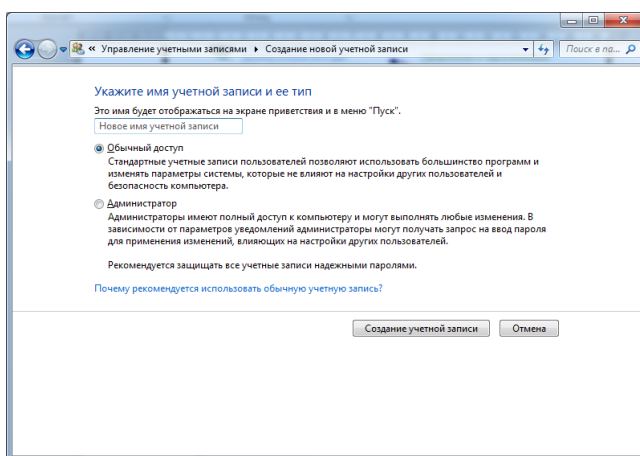 « Управление учетными записями ▸ Создание новой учетной записи
Поиск в па...
Укажите имя учетной записи и ее тип
Это имя будет отображаться на экране приветствия и в меню "Пуск".
Новое имя учетной записи
Обычный доступ
Стандартные учетные записи пользователей позволяют использовать большинство программ и
изменять параметры системы, которые не влияют на настройки других пользователей и
безопасность компьютера.
Администратор
Администраторы имеют полный доступ к компьютеру и могут выполнять любые изменения. В
зависимости от параметров уведомлений администраторы могут получать запрос на ввод пароля
для применения изменений, влияющих на настройки других пользователей.
Рекомендуется защищать все учетные записи надежными паролями.
Почему рекомендуется использовать обычную учетную запись?
Создание учетной записи
Отмена